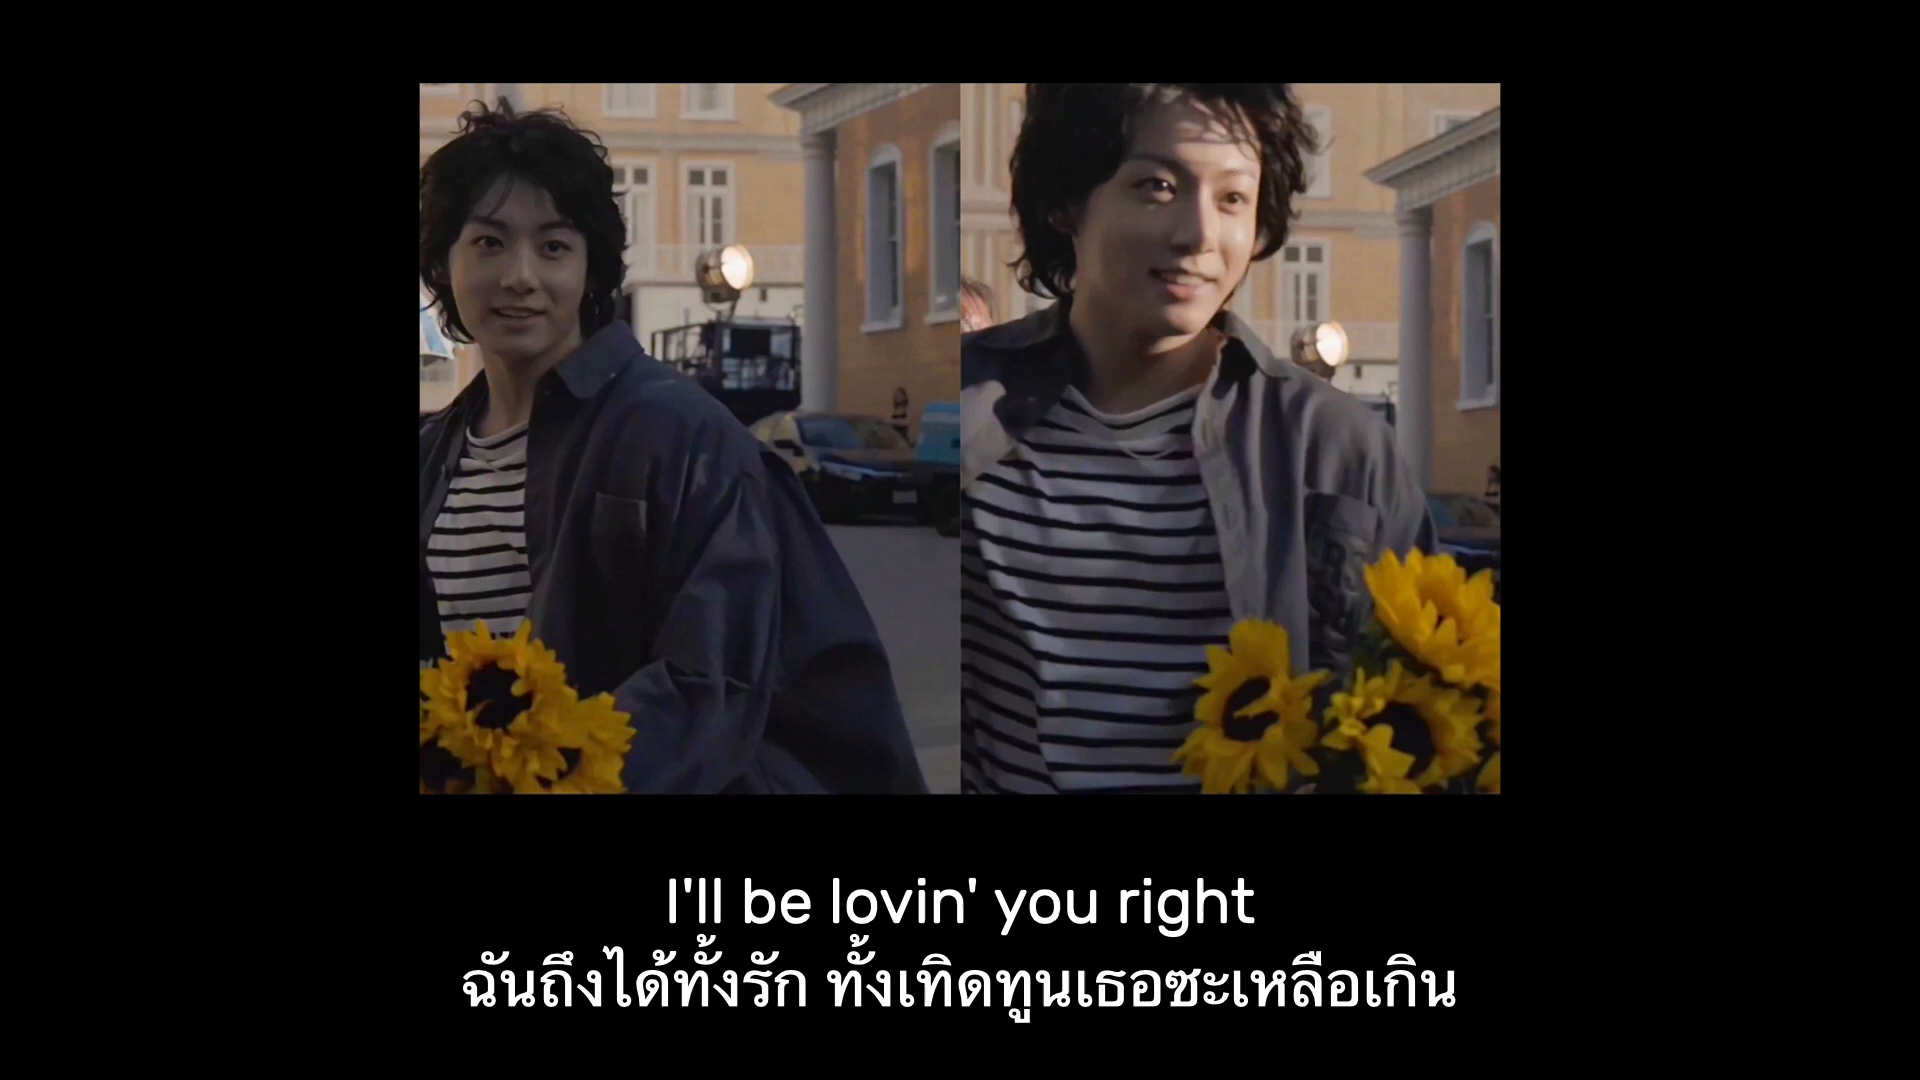 I'll be lovin' you right
ฉันถึงได้ทั้งรัก ทั้งเทิดทูนเธอซะเหลือเกิน